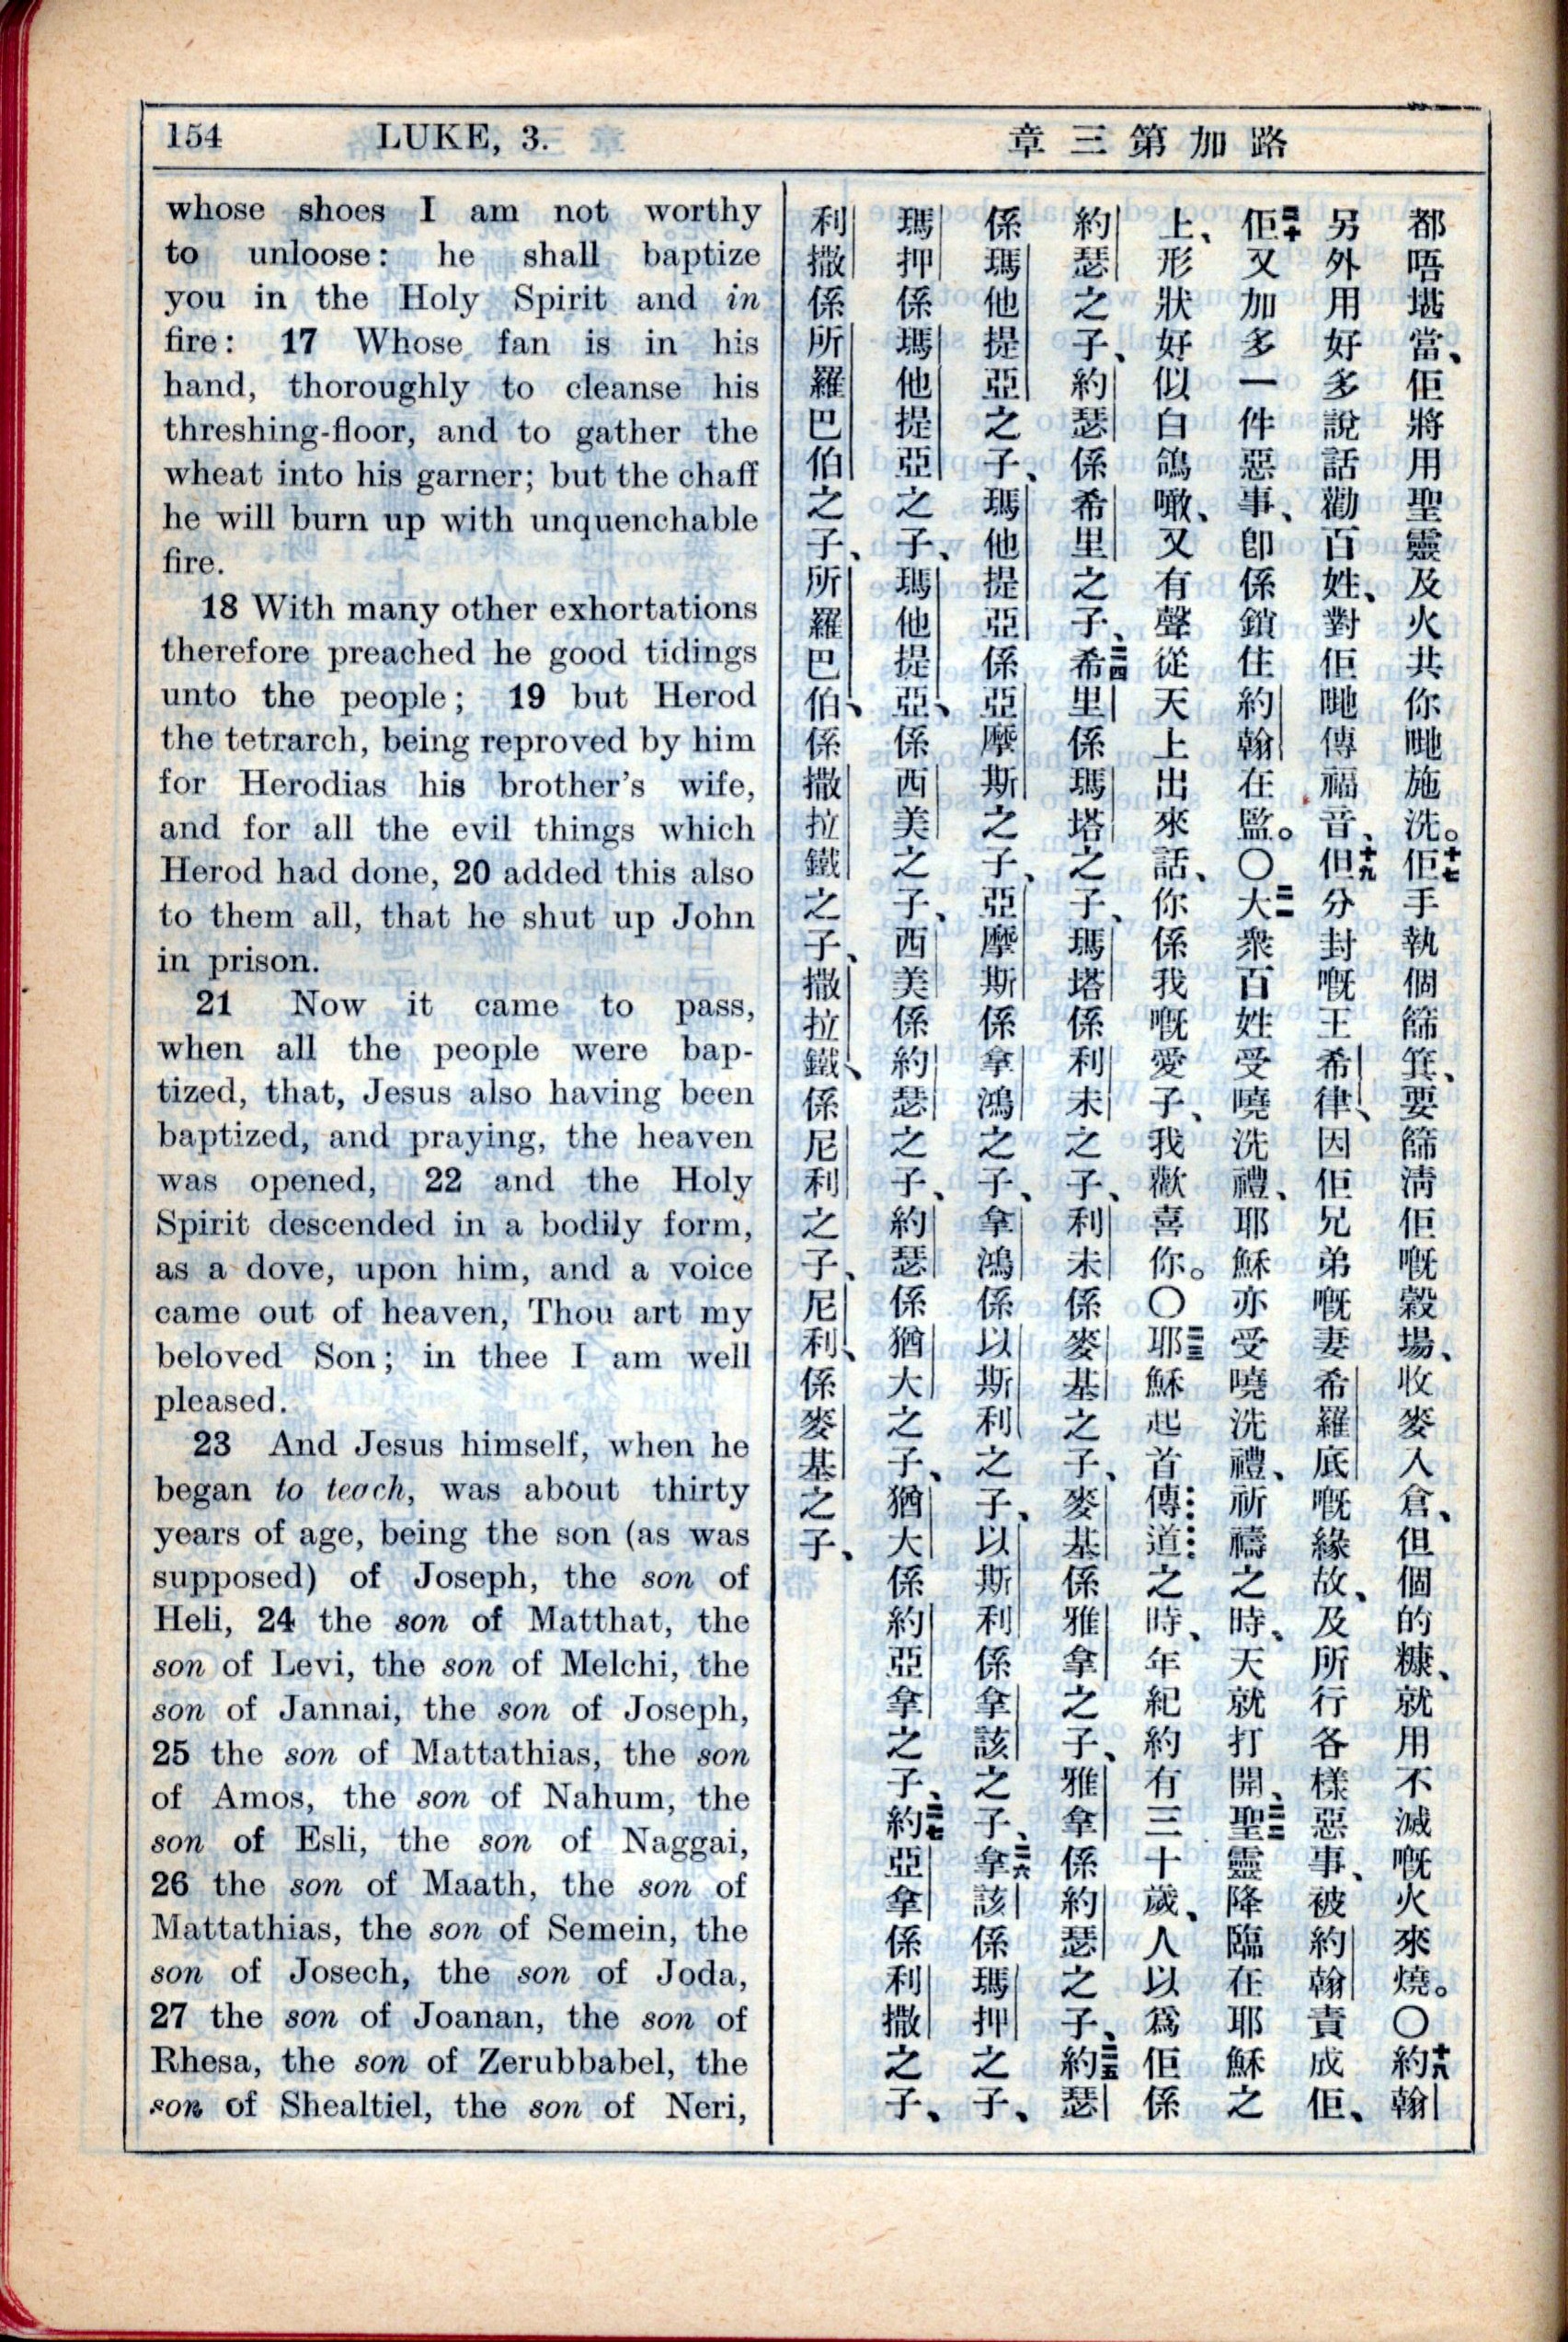 154 LUKE, 3.
章三第加路
whose shoes I am not worthy
to unloose: he shall baptize
you in the Holy Spirit and in
fire: 17 Whose fan is in his
hand, thoroughly to cleanse his
threshing-floor, and to gather the
wheat into his garner; but the chaff
he will burn up with unquenchable
fire.
18 With many other exhortations
therefore preached he good tidings
unto the people; 19 but Herod
the tetrarch, being reproved by him
for Herodias his brother's wife,
and for all the evil things which
Herod had done, 20 added this also
to them all, that he shut up John
in prison.
21 Now it came to pass,
when all the people were bap-
tized, that, Jesus also having been
baptized, and praying, the heaven
was opened, 22 and the Holy
Spirit descended in a bodily form,
as a dove, upon him, and a voice
came out of heaven, Thou art my
beloved Son; in thee I am well
pleased.
23 And Jesus himself, when he
began to teach, was about thirty
years of age, being the son (as was
supposed) of Joseph, the son of
Heli, 24 the son of Matthat, the
son of Levi, the son of Melchi, the
son of Jannai, the son of Joseph,
25 the son of Mattathias, the son
of Amos, the son of Nahum, the
son of Esli, the son of Naggai,
26 the son of Maath, the son of
Mattathias, the son of Semein, the
son of Josech, the son of Joda,
27 the son of Joanan, the son of
Rhesa, the son of Zerubbabel, the
son of Shealtiel, the son of Neri,
都唔堪當、佢將用聖靈及火共你哋施洗。十七佢手執個篩箕、要篩淸佢嘅穀場、收麥入倉、但個的糠、就用不滅嘅火來燒。〇十八約翰
另外用好多說話勸百姓、對佢哋傳福音、十九但分封嘅王希律、因佢兄弟嘅妻希羅底嘅緣故、及所行各樣惡事、被約翰責成佢、
二十佢又加多一件惡事、卽係鎖住約翰在監。〇二一大衆百姓受曉洗禮、耶穌亦受曉洗禮、祈禱之時、天就打開、二二聖靈降臨在耶穌之
上、形狀好似白鴿噉、又有聲從天上出來話、你係我嘅愛子、我歡喜你。〇二三耶穌起首傳道之時、年紀約有三十歲、人以爲佢係
約瑟之子、約瑟係希里之子、二四希里係瑪塔之子、瑪塔係利未之子、利未係麥基之子、麥基係雅拿之子、雅拿係約瑟之子、二五約瑟
係瑪他提亞之子、瑪他提亞係亞摩斯之子、亞摩斯係拿鴻之子、拿鴻係以斯利之子、以斯利係拿該之子、二六拿該係瑪押之子、
瑪押係瑪他提亞之子、瑪他提亞、係西美之子、西美係約瑟之子、約瑟係猶大之子、猶大係約亞拿之子、二七約亞拿係利撒之子、
利撒係所羅巴伯之子、所羅巴伯、係撒拉鐵之子、撒拉鐵、係尼利之子、尼利、係麥基之子、